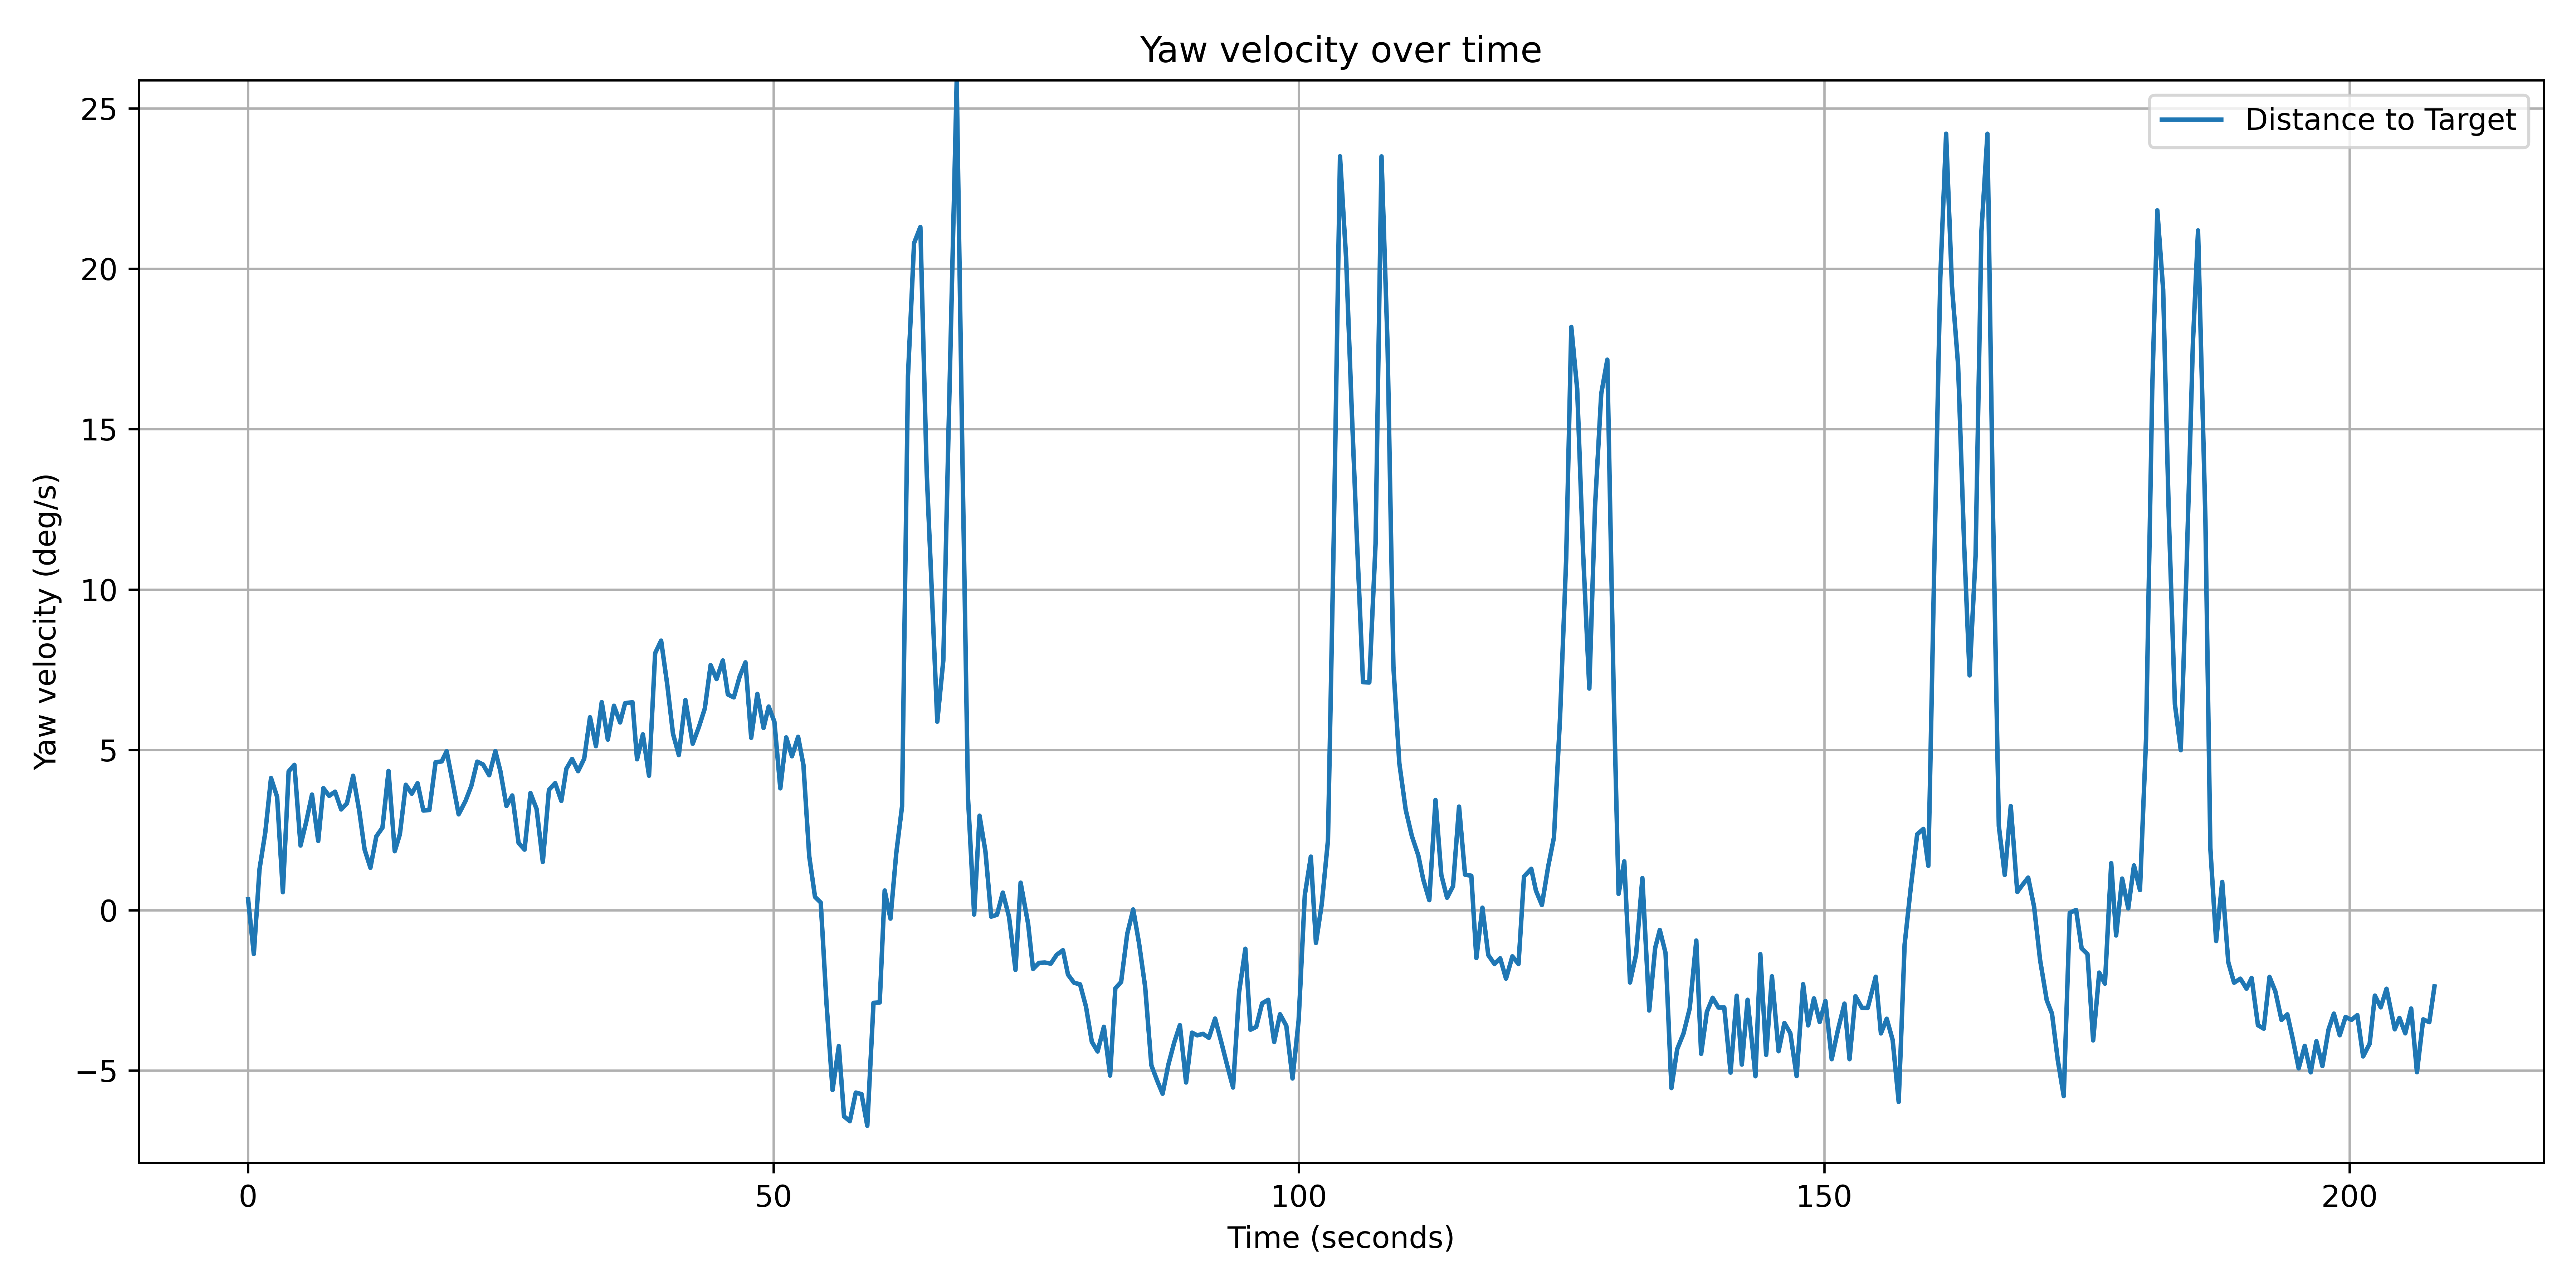 Yaw velocity over time
Distance to Target
25
20
15
10
5
0
−5
Yaw velocity (deg/s)
0 50 100 150 200
Time (seconds)